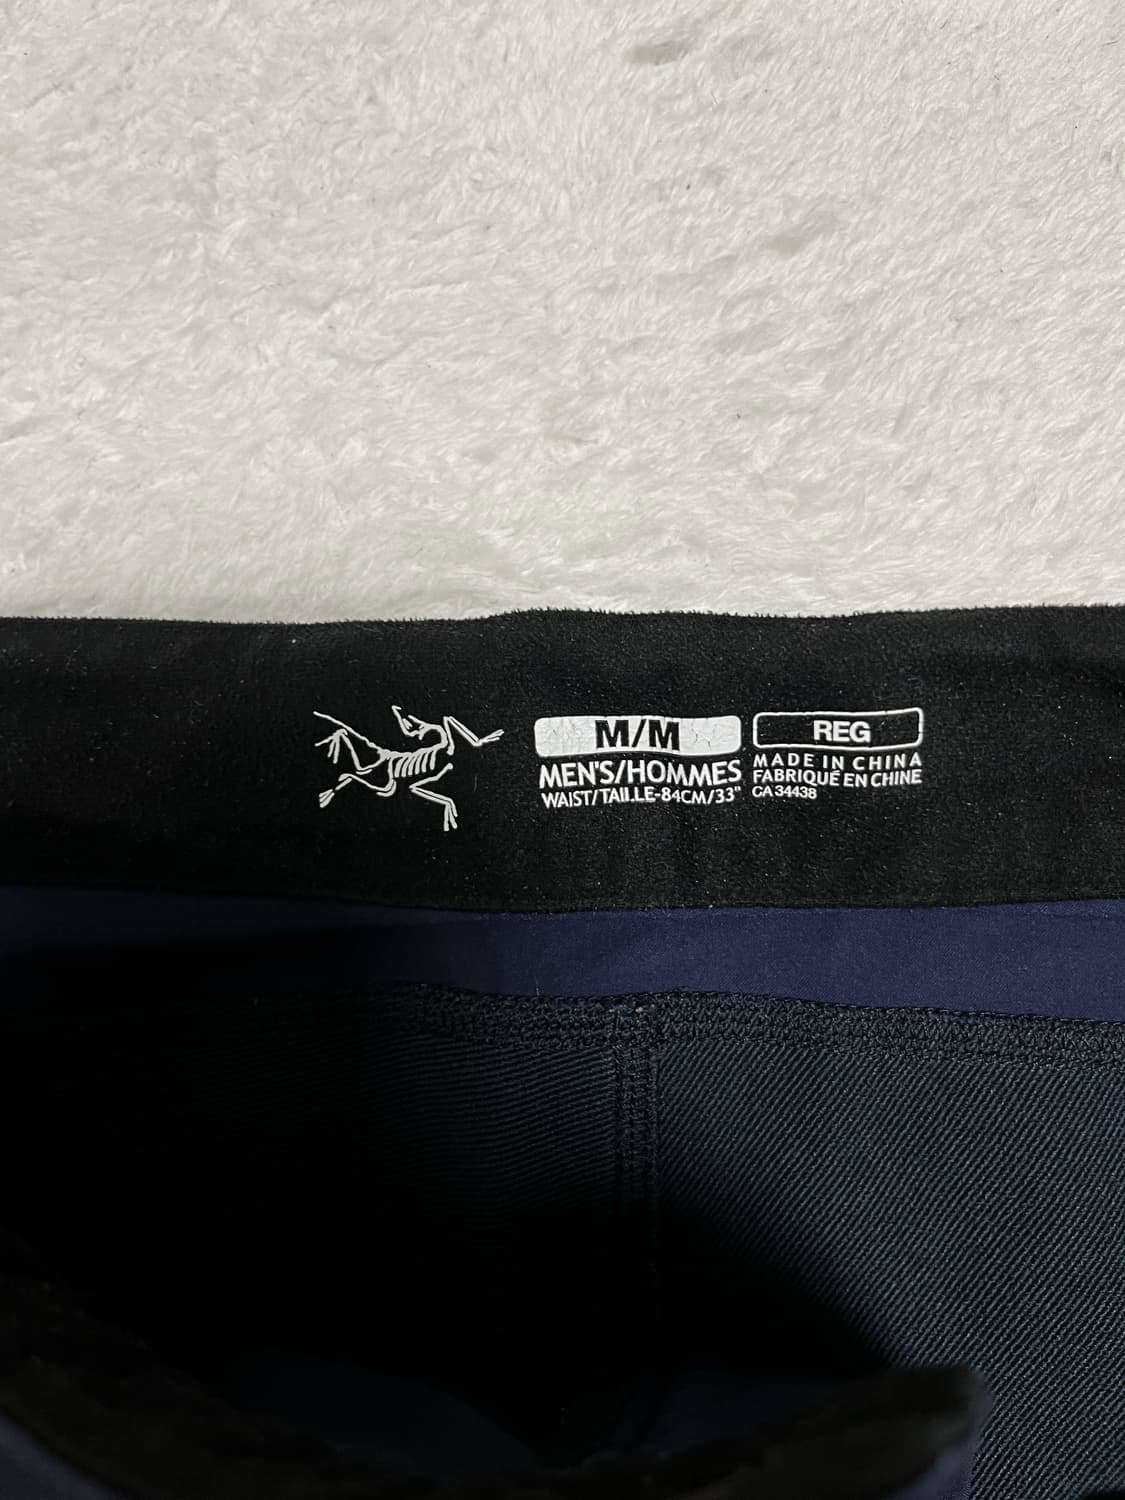 M/M
MEN'S/HOMMES
WAIST/TAILLE-84CM/33"
REG
MADE IN CHINA
FABRIQUÉ EN CHINE
CA 34438